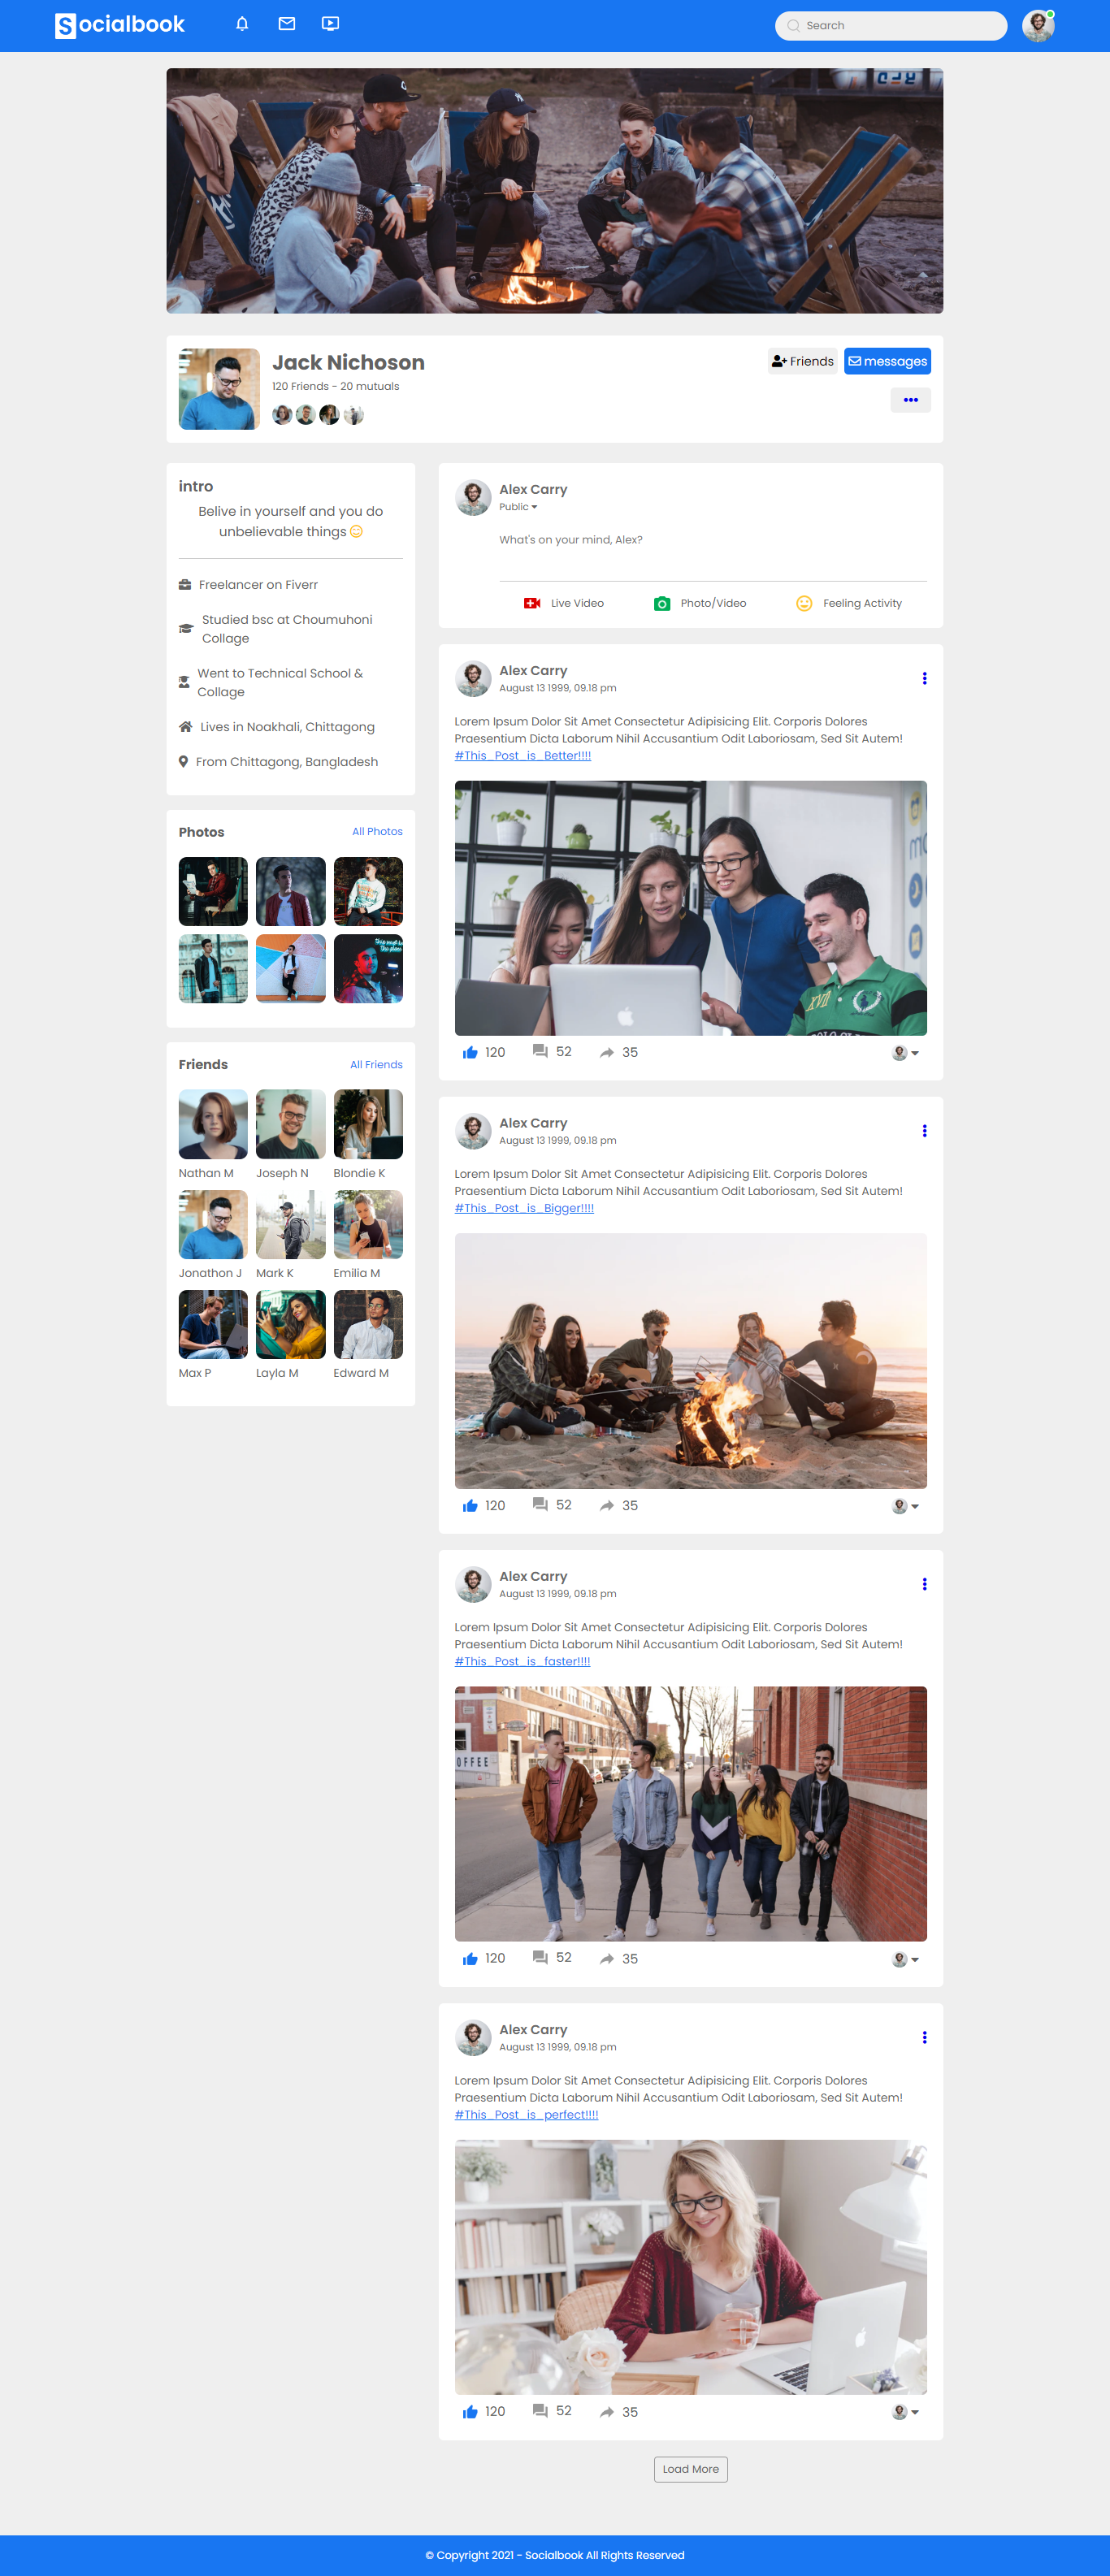 Socialbook
Search
Jack Nichoson
120 Friends - 20 mutuals
Friends
messages
intro
Belive in yourself and you do
unbelievable things
Freelancer on Fiverr
Studied bsc at Choumuhoni
Collage
Went to Technical School &
Collage
Lives in Noakhali, Chittagong
From Chittagong, Bangladesh
Photos
All Photos
Friends
All Friends
Nathan M
Joseph N
Blondie K
Jonathon J
Mark K
Emilia M
Max P
Layla M
Edward M
Alex Carry
Public
What's on your mind, Alex?
Live Video
Photo/Video
Feeling Activity
Alex Carry
August 13 1999, 09.18 pm
Lorem Ipsum Dolor Sit Amet Consectetur Adipisicing Elit. Corporis Dolores
Praesentium Dicta Laborum Nihil Accusantium Odit Laboriosam, Sed Sit Autem!
#This_Post_is_Better!!!!
XVII
120
52
35
Alex Carry
August 13 1999, 09.18 pm
Lorem Ipsum Dolor Sit Amet Consectetur Adipisicing Elit. Corporis Dolores
Praesentium Dicta Laborum Nihil Accusantium Odit Laboriosam, Sed Sit Autem!
#This_Post_is_Bigger!!!!
120
52
35
Alex Carry
August 13 1999, 09.18 pm
Lorem Ipsum Dolor Sit Amet Consectetur Adipisicing Elit. Corporis Dolores
Praesentium Dicta Laborum Nihil Accusantium Odit Laboriosam, Sed Sit Autem!
#This_Post_is_faster!!!!
OFFEE
120
52
35
Alex Carry
August 13 1999, 09.18 pm
Lorem Ipsum Dolor Sit Amet Consectetur Adipisicing Elit. Corporis Dolores
Praesentium Dicta Laborum Nihil Accusantium Odit Laboriosam, Sed Sit Autem!
#This_Post_is_perfect!!!!
120
52
35
Load More
© Copyright 2021 - Socialbook All Rights Reserved